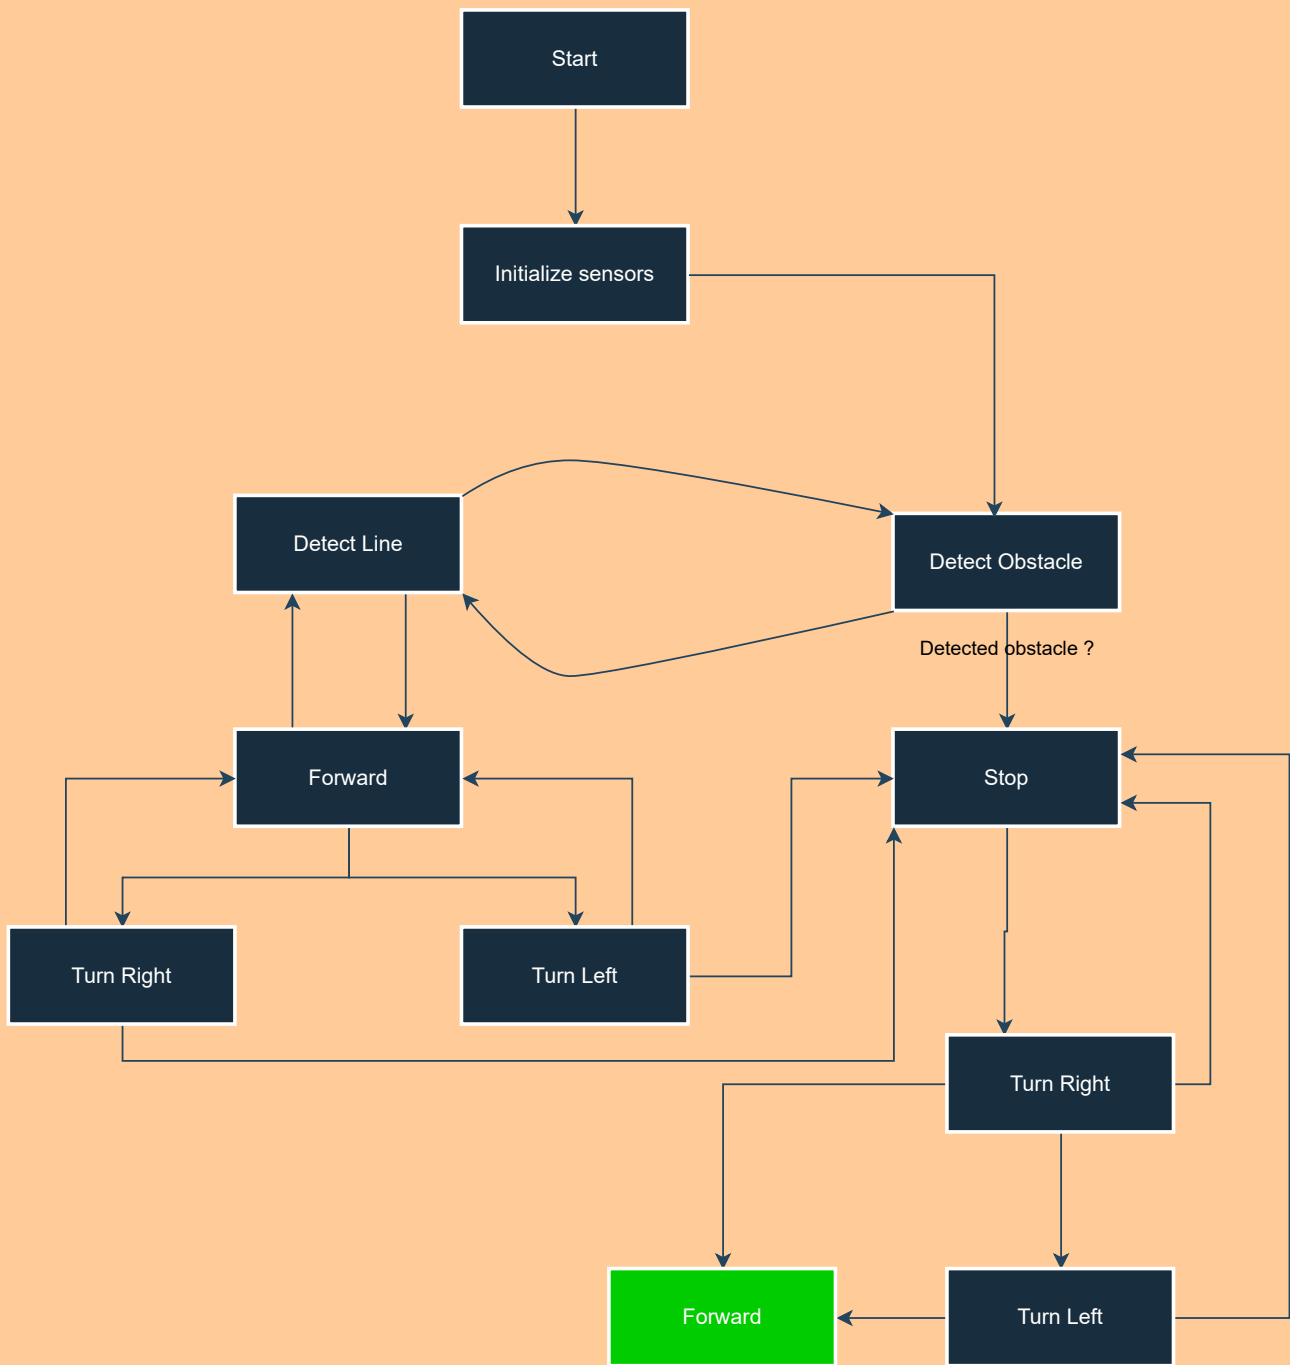 Start
Initialize sensors
Detect Line
Detect Obstacle
Detected obstacle ?
Forward
Stop
Turn Right
Turn Left
Turn Right
Forward
Turn Left